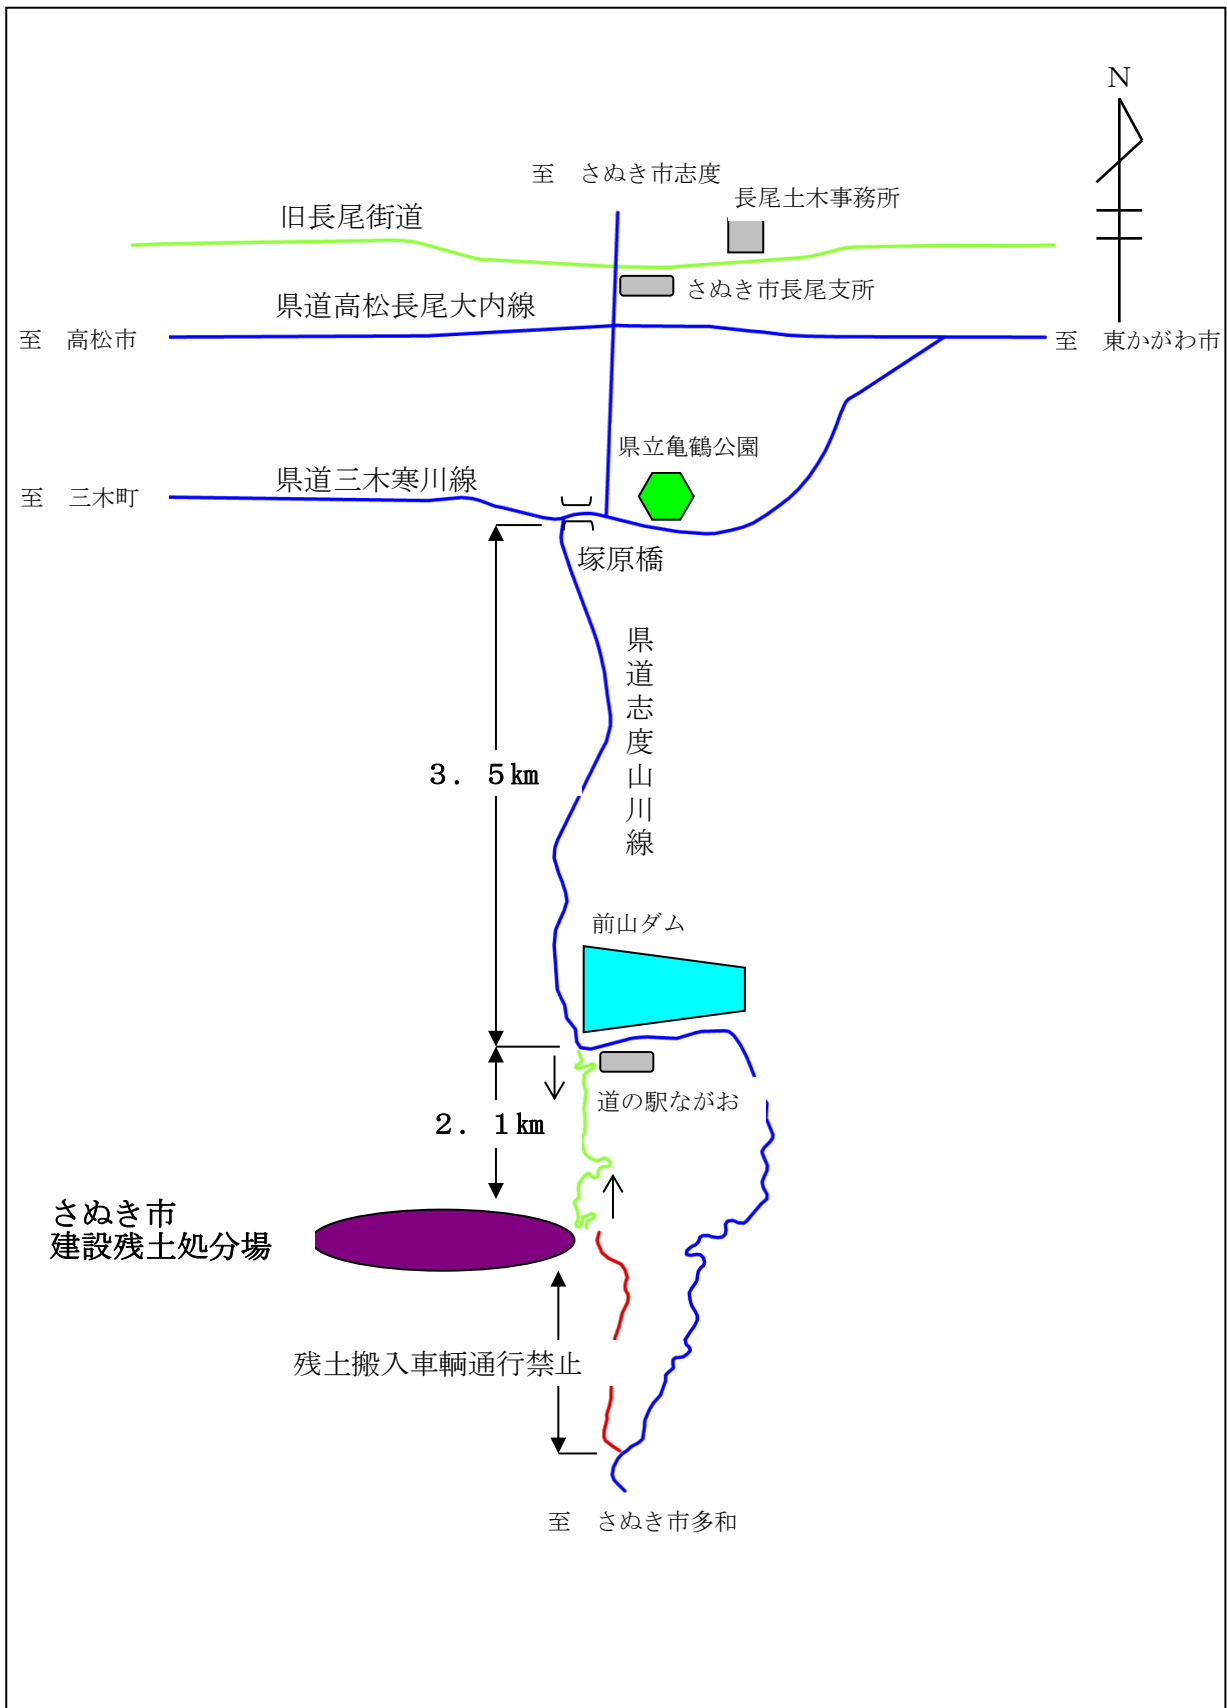 N
至　さぬき市志度
長尾土木事務所
旧長尾街道
さぬき市長尾支所
県道高松長尾大内線
至　高松市
至　東かがわ市
県立亀鶴公園
県道三木寒川線
至　三木町
塚原橋
県道志度山川線
３．５㎞
前山ダム
道の駅ながお
２．１㎞
さぬき市
建設残土処分場
残土搬入車輌通行禁止
至　さぬき市多和